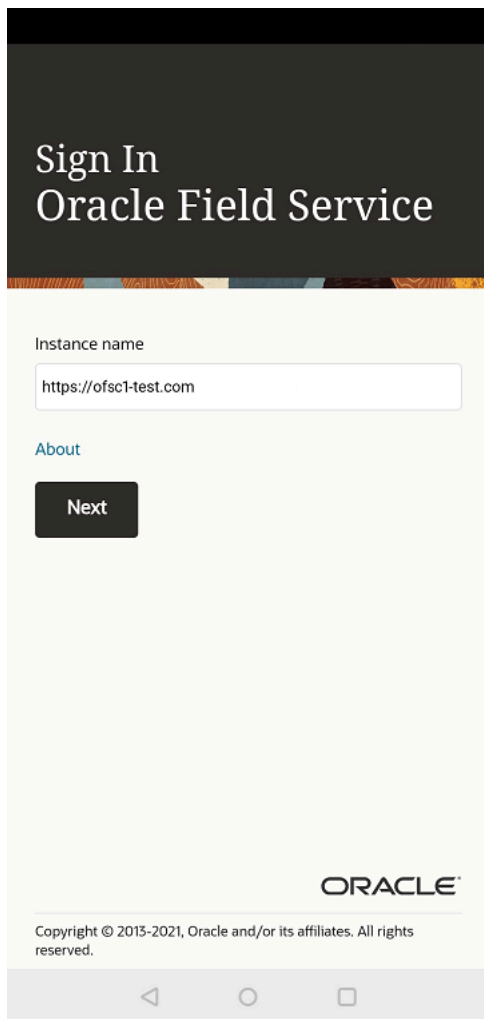 Sign In
Oracle Field Service
Instance name
https://ofsc1-test.com
About
Next
ORACLE
Copyright © 2013-2021, Oracle and/or its affiliates. All rights
reserved.